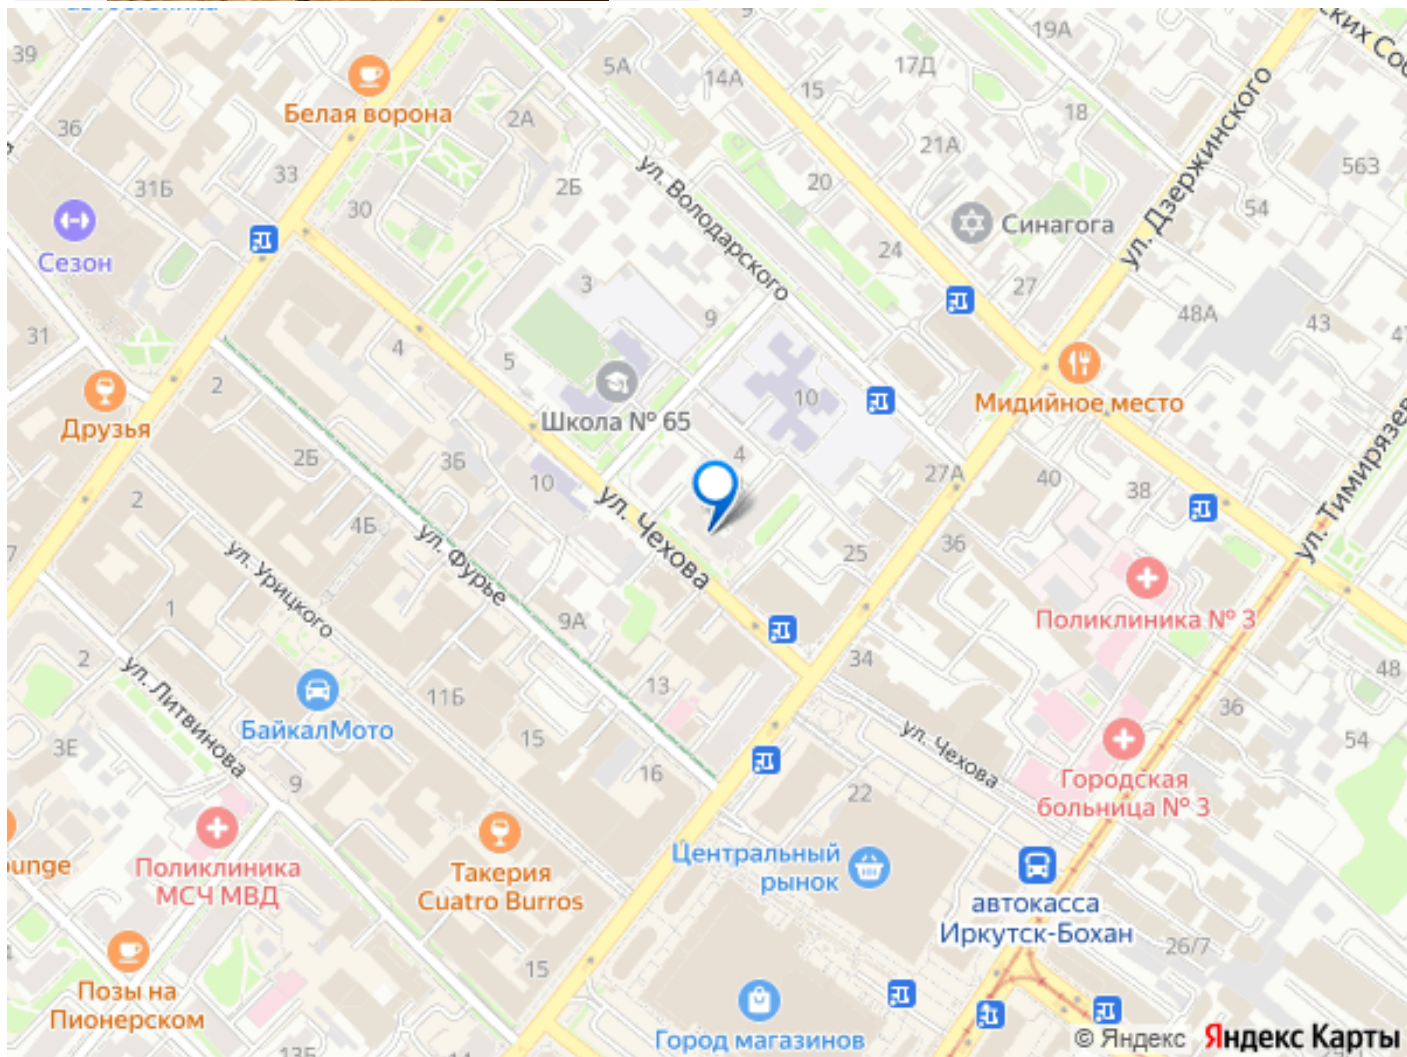 39
Белая ворона
5А
14А
15
17Д
19А
18
36
2А
21А
563
31Б
33
2Б
ул. Володарского
20
ул. Дзержинского
54
30
Синагога
24
Сезон
3
27
31
9
48А
43
4
5
2
10
Мидийное место
Друзья
Школа № 65
4
2Б
3Б
27А
40
38
10
2
4Б
ул. Чехова
ул. Фурье
25
36
ул. Тимирязев
ул. Урицкого
1
9А
Поликлиника № 3
2
ул. Литвинова
34
48
13
11Б
36
БайкалМото
3Е
15
ул. Чехова
54
16
9
22
Городская
больница № 3
Центральный
рынок
ounge
Поликлиника
МСЧ МВД
Такерия
Cuatro Burros
автокасса
Иркутск-Бохан
26/7
15
Позы на
Пионерском
Город магазинов
13Б
© Яндекс Яндекс Карты